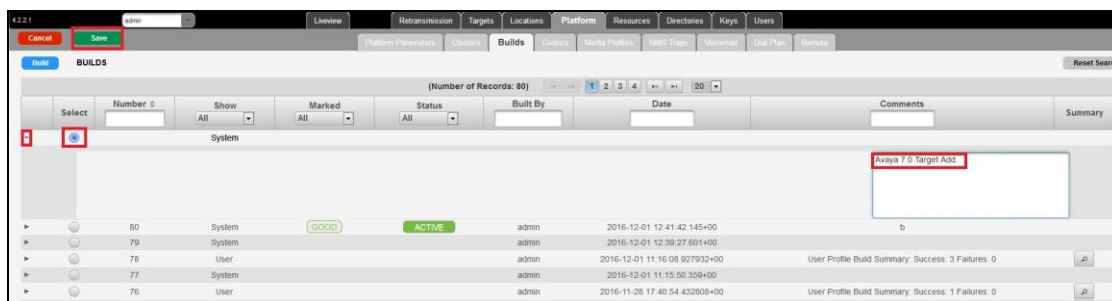 4.2.2.1 admin Liveview Retransmission Targets Locations Platform Resources Directories Keys Users
Cancel Save Platform Parameters Clusters Builds Codecs Media Profiles NMS Traps Voicemail Dial Plan Remote
Build BUILDS Reset Sear
(Number of Records: 80) 1 2 3 4 20
Select Number Show Marked Status Built By Date Comments Summary
All All All
System
Avaya 7.0 Target Add.
80 System GOOD ACTIVE admin 2016-12-01 12:41:42.145+00 b
79 System admin 2016-12-01 12:39:27.601+00
78 User admin 2016-12-01 11:16:08.927932+00 User Profile Build Summary: Success: 3 Failures: 0
77 System admin 2016-12-01 11:15:50.359+00
76 User admin 2016-11-28 17:40:54.432808+00 User Profile Build Summary: Success: 1 Failures: 0